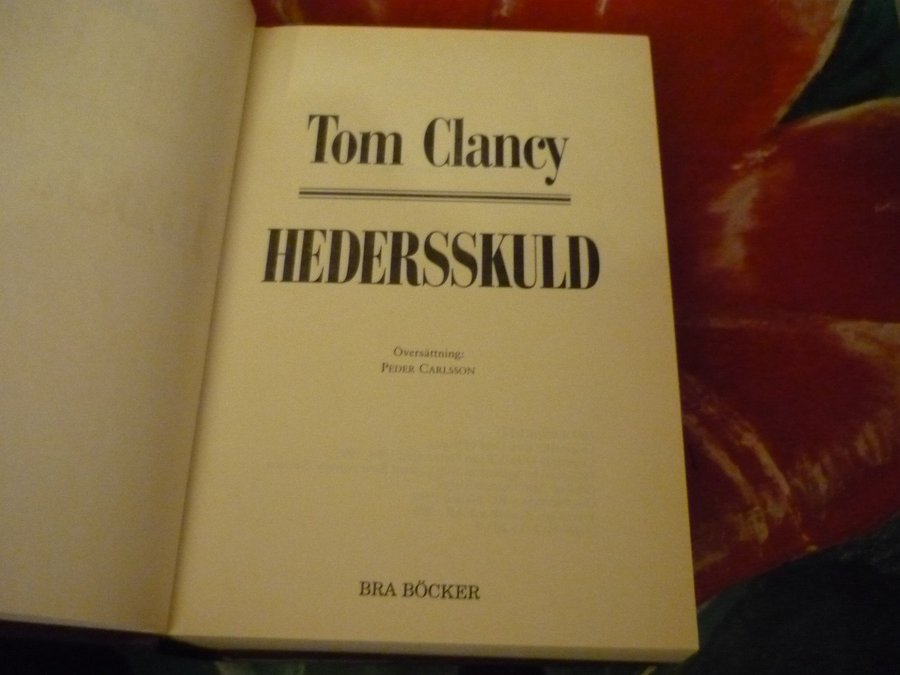 Tom Clancy
HEDERSSKULD
Översättning:
PEDER CARLSSON
BRA BÖCKER